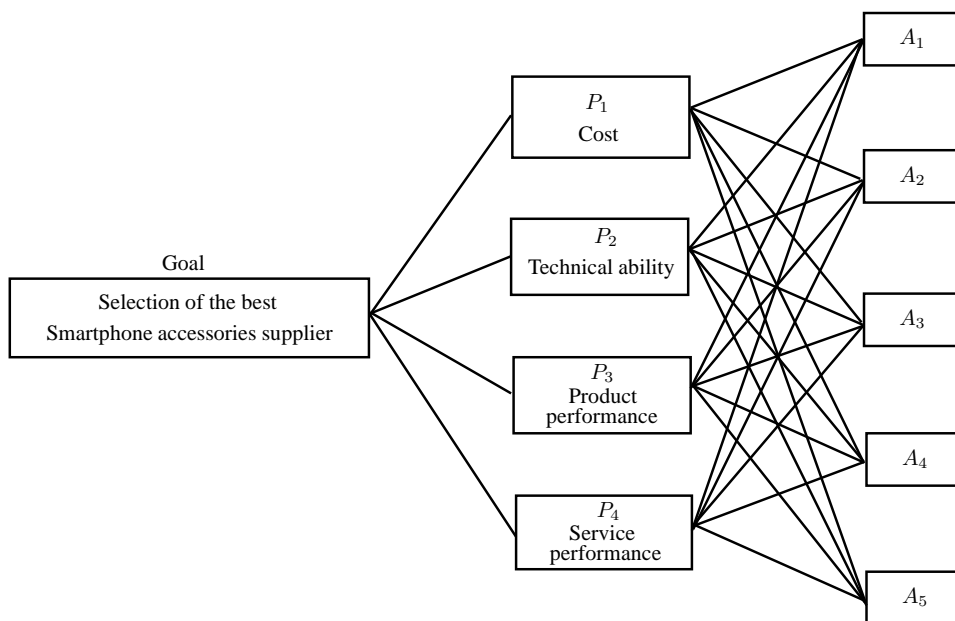 Goal
Selection of the best
Smartphone accessories supplier
P₁
Cost
P₂
Technical ability
P₃
Product
performance
P₄
Service
performance
A₁
A₂
A₃
A₄
A₅